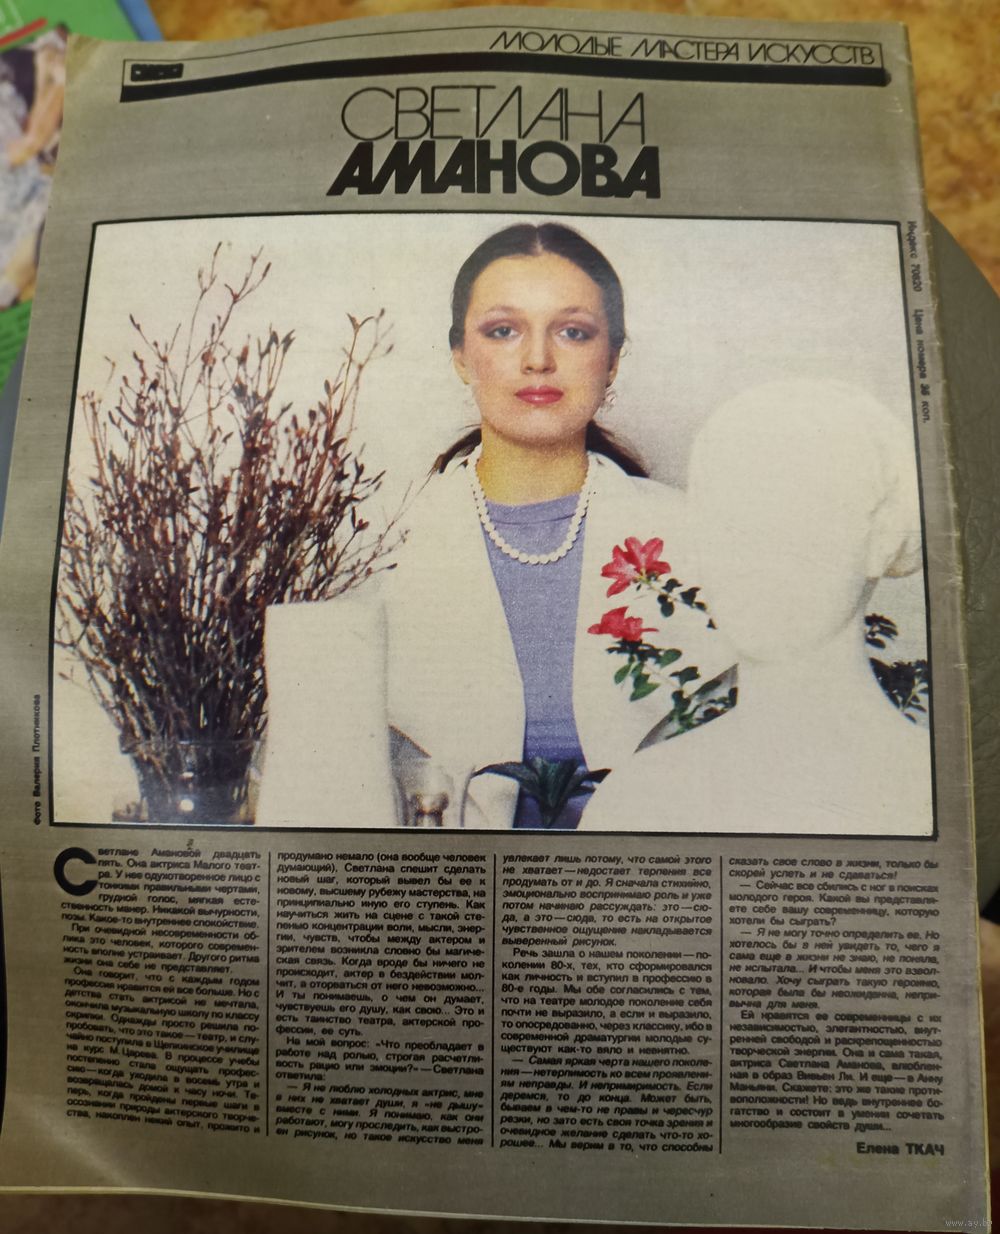 МОЛОДЫЕ МАСТЕРА ИСКУССТВ
СВЕТЛАНА
АМАНОВА
Индекс 70820 Цена номера 36 коп.
Фото Валерия Плотникова
Светлане Амановой двадцать
пять. Она актриса Малого теат-
ра. У нее одухотворенное лицо с
тонкими правильными чертами,
грудной голос, мягкая есте-
ственность манер. Никакой вычурности,
позы. Какое-то внутреннее спокойствие.
При очевидной несовременности об-
лика это человек, которого современ-
ность вполне устраивает. Другого ритма
жизни она себе не представляет.
Она говорит, что с каждым годом
профессия нравится ей все больше. Но с
детства стать актрисой не мечтала,
окончила музыкальную школу по классу
скрипки. Однажды просто решила по-
пробовать, что это такое — театр, и слу-
чайно поступила в Щепкинское училище
на курс М. Царева. В процессе учебы
постепенно стала ощущать профес-
сию — когда уходила в восемь утра и
возвращалась домой к часу ночи. Те-
перь, когда пройдены первые шаги в
осознании природы актерского творче-
ства, накоплен некий опыт, прожито и
продумано немало (она вообще человек
думающий), Светлана спешит сделать
новый шаг, который вывел бы ее к
новому, высшему рубежу мастерства, на
принципиально иную его ступень. Как
научиться жить на сцене с такой сте-
пенью концентрации воли, мысли, энер-
гии, чувств, чтобы между актером и
зрителем возникла словно бы магиче-
ская связь. Когда вроде бы ничего не
происходит, актер в бездействии мол-
чит, а оторваться от него невозможно...
И ты понимаешь, о чем он думает,
чувствуешь его душу, как свою... Это и
есть таинство театра, актерской про-
фессии, ее суть.
На мой вопрос: «Что преобладает в
работе над ролью, строгая расчетли-
вость рацио или эмоции?» — Светлана
ответила:
— Я не люблю холодных актрис, мне
в них не хватает души, я «не дышу»
вместе с ними. Я понимаю, как они
работают, могу проследить, как выстро-
ен рисунок, но такое искусство меня
увлекает лишь потому, что самой этого
не хватает — недостает терпения все
продумать от и до. Я сначала стихийно,
эмоционально воспринимаю роль и уже
потом начинаю рассуждать: это — сю-
да, а это — сюда, то есть на открытое
чувственное ощущение накладывается
выверенный рисунок.
Речь зашла о нашем поколении — по-
колении 80-х, тех, кто сформировался
как личность и вступил в профессию в
80-е годы. Мы обе согласились с тем,
что на театре молодое поколение себя
почти не выразило, а если и выразило,
то опосредованно, через классику, ибо в
современной драматургии молодые су-
ществуют как-то вяло и невнятно.
— Самая яркая черта нашего поколе-
ния — нетерпимость ко всем проявлени-
ям неправды. И непримиримость. Если
деремся, то до конца. Может быть,
бываем в чем-то не правы и чересчур
резки, но зато есть своя точка зрения и
очевидное желание сделать что-то хо-
рошее... Мы верим в то, что способны
сказать свое слово в жизни, только бы
скорей успеть и не сдаваться!
— Сейчас все сбились с ног в поисках
молодого героя. Какой вы представля-
ете себе вашу современницу, которую
хотели бы сыграть?
— Я не могу точно определить ее. Но
хотелось бы в ней увидеть то, чего я
сама еще в жизни не знаю, не поняла,
не испытала... И чтобы меня это взвол-
новало. Хочу сыграть такую героиню,
которая была бы неожиданна, непри-
вычна для меня.
Ей нравятся ее современницы с их
независимостью, элегантностью, внут-
ренней свободой и раскрепощенностью
творческой энергии. Она и сама такая,
актриса Светлана Аманова, влюблен-
ная в образ Вивьен Ли. И еще — в Анну
Маньяни. Скажете: это же такие проти-
воположности! Но ведь внутреннее бо-
гатство и состоит в умении сочетать
многообразие свойств души...
Елена ТКАЧ
www.ay.by